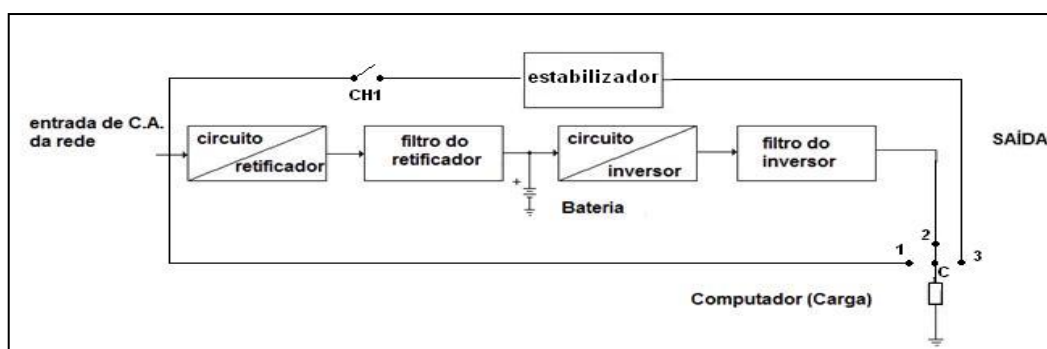 estabilizador
CH1
entrada de C.A.
da rede
circuito
retificador
filtro do
retificador
circuito
inversor
filtro do
inversor
SAÍDA
+
Bateria
1
2
3
C
Computador (Carga)